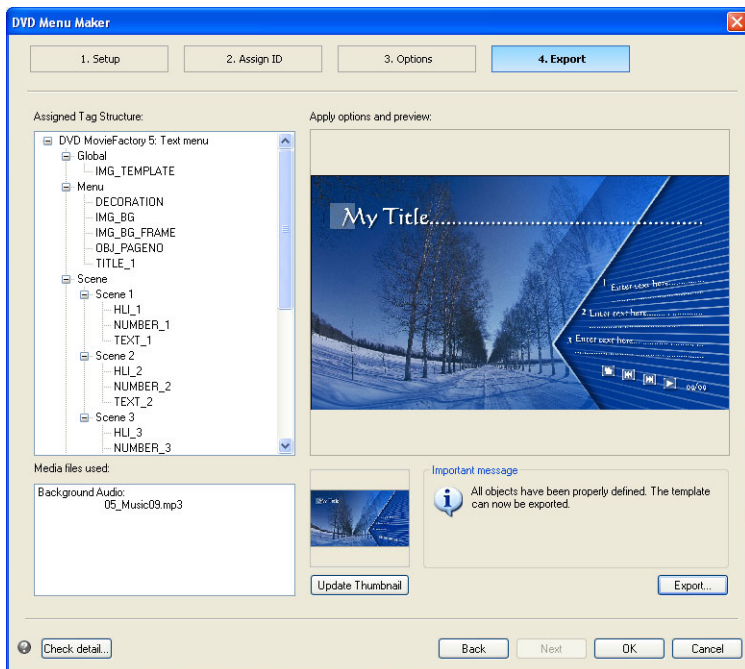 DVD Menu Maker
1. Setup
2. Assign ID
3. Options
4. Export
Assigned Tag Structure:
DVD MovieFactory 5: Text menu
Global
IMG_TEMPLATE
Menu
DECORATION
IMG_BG
IMG_BG_FRAME
OBJ_PAGENO
TITLE_1
Scene
Scene 1
HLI_1
NUMBER_1
TEXT_1
Scene 2
HLI_2
NUMBER_2
TEXT_2
Scene 3
HLI_3
NUMBER_3
Apply options and preview:
My Title
1 Enter text here
2 Enter text here
3 Enter text here
00/00
Media files used:
Background Audio:
05_Music09.mp3
My Title
Update Thumbnail
Important message
All objects have been properly defined. The template
can now be exported.
Export...
Check detail...
Back
Next
OK
Cancel